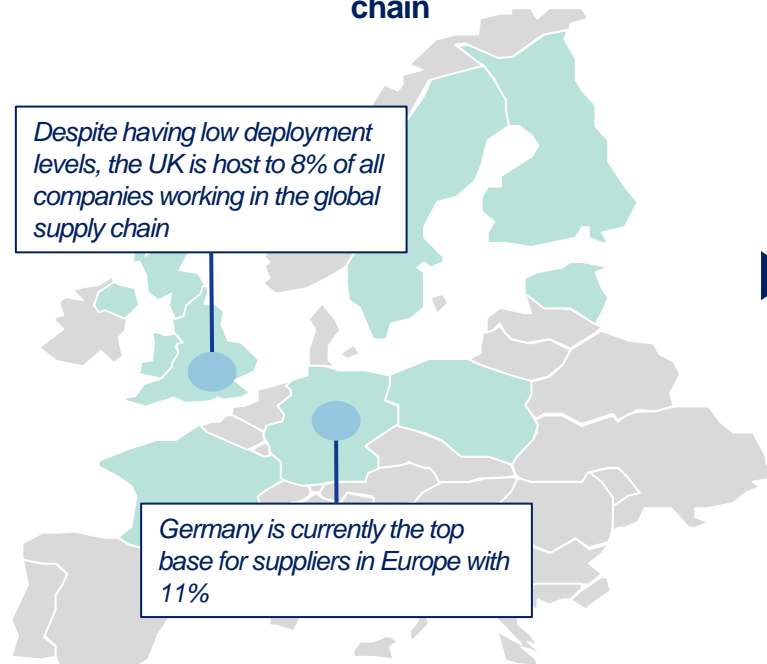 chain
Despite having low deployment
levels, the UK is host to 8% of all
companies working in the global
supply chain
Germany is currently the top
base for suppliers in Europe with
11%